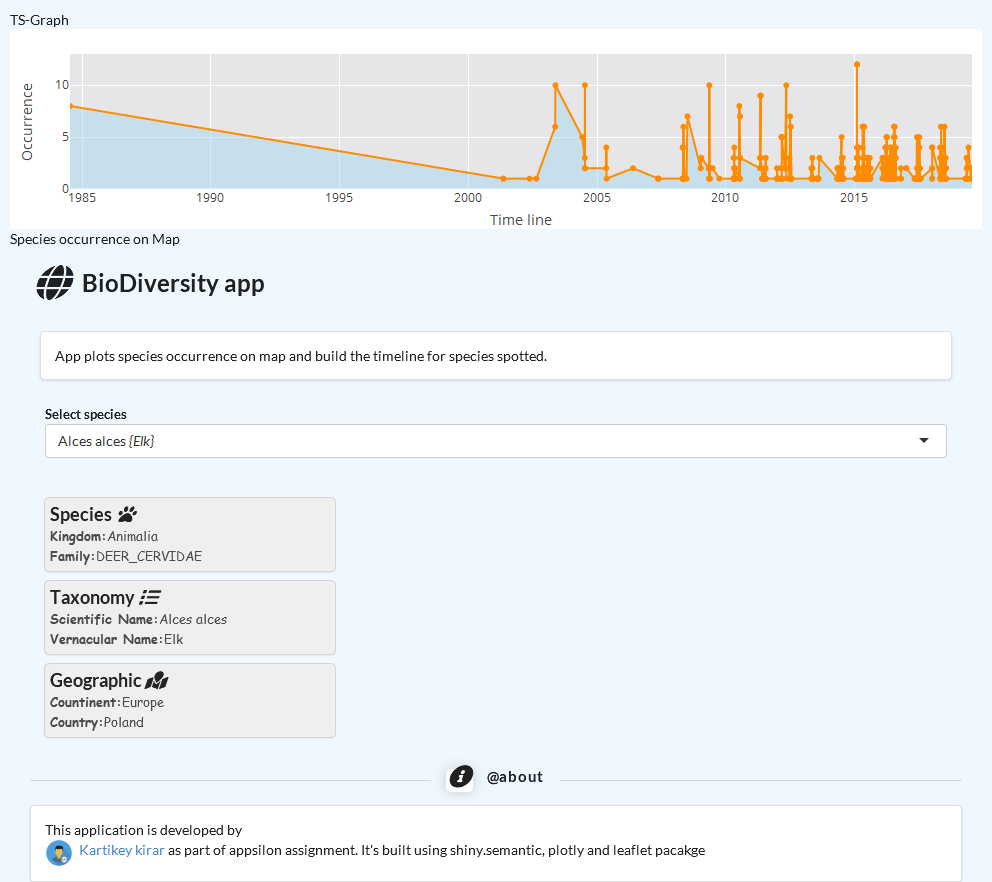 TS-Graph
10
5
0
Occurrence
1985 1990 1995 2000 2005 2010 2015
Time line
Species occurrence on Map
BioDiversity app
App plots species occurrence on map and build the timeline for species spotted.
Select species
Alces alces {Elk}
Species
Kingdom:Animalia
Family:DEER_CERVIDAE
Taxonomy
Scientific Name:Alces alces
Vernacular Name:Elk
Geographic
Countinent:Europe
Country:Poland
@about
This application is developed by
Kartikey kirar as part of appsilon assignment. It's built using shiny.semantic, plotly and leaflet pacakge